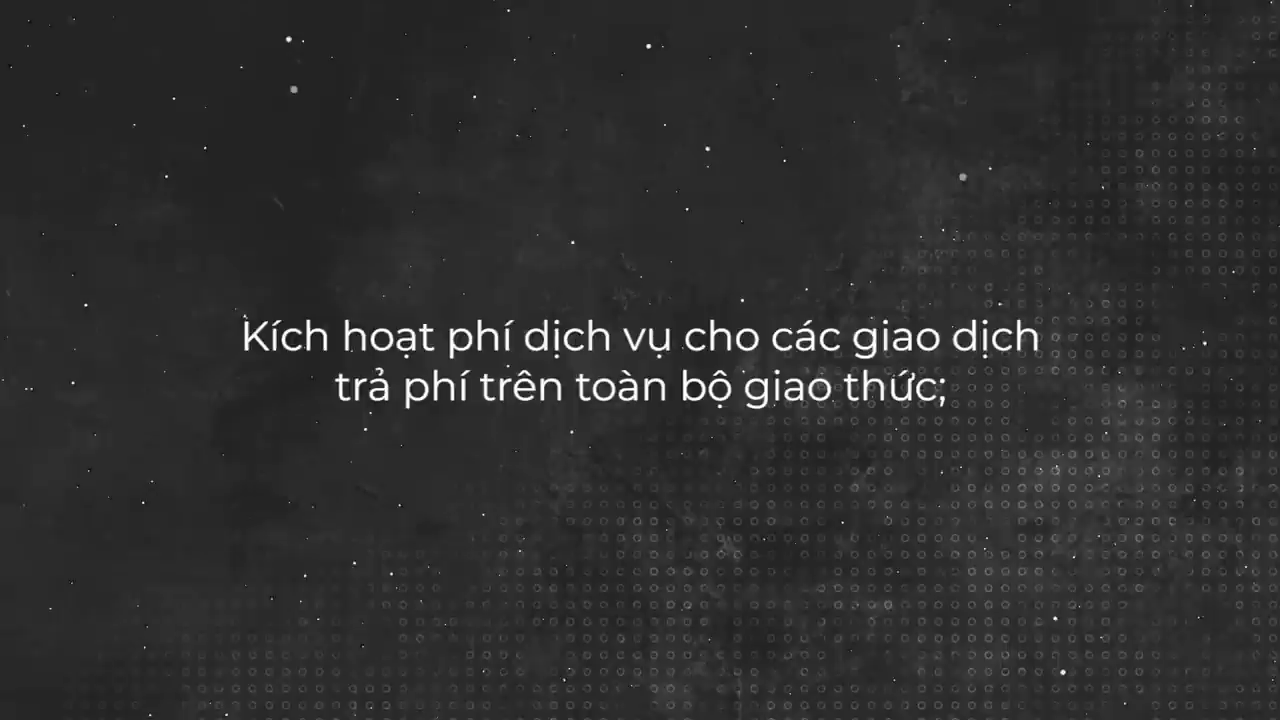 Kích hoạt phí dịch vụ cho các giao dịch
trả phí trên toàn bộ giao thức;